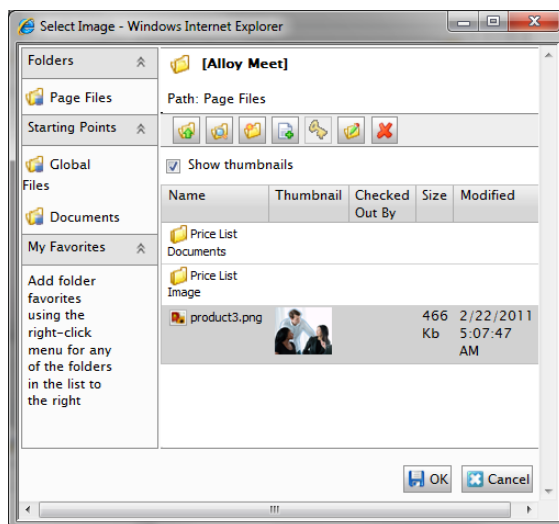 Select Image - Windows Internet Explorer
Folders
Page Files
Starting Points
Global
Files
Documents
My Favorites
Add folder
favorites
using the
right-click
menu for any
of the folders
in the list to
the right
[Alloy Meet]
Path: Page Files
Show thumbnails
Name Thumbnail Checked Size Modified
Out By
Price List
Documents
Price List
Image
product3.png 466 2/22/2011
Kb 5:07:47
AM
OK Cancel